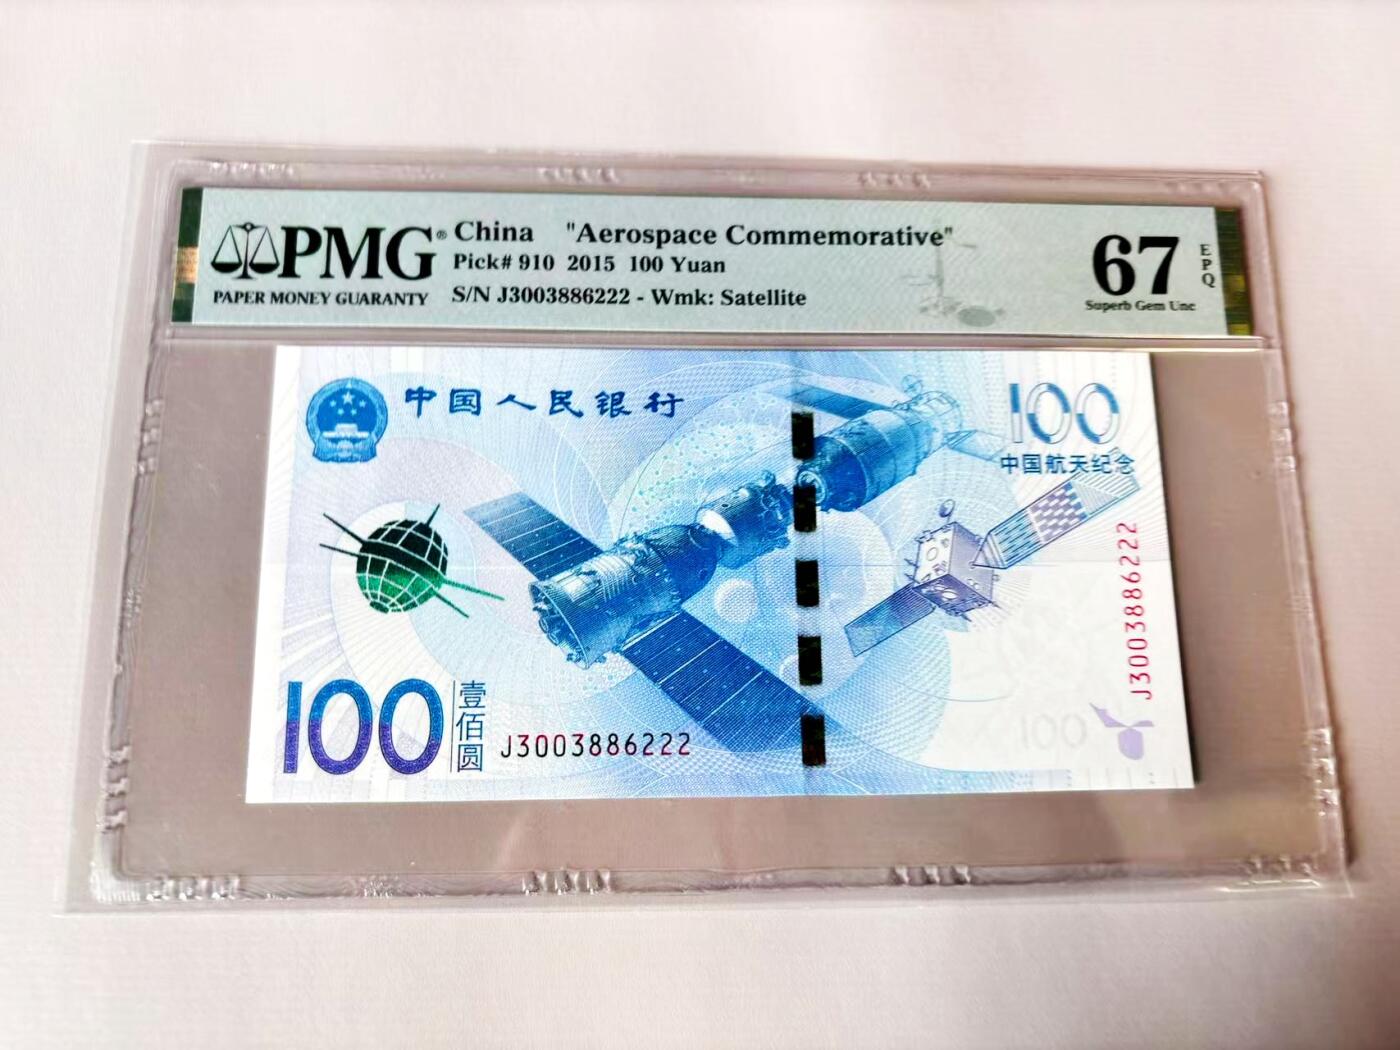 PMG®
PAPER MONEY GUARANTY
China "Aerospace Commemorative"
Pick# 910 2015 100 Yuan
S/N J3003886222 - Wmk: Satellite
67
EPQ
Superb Gem Unc
中国人民银行
100
中国航天纪念
J3003886222
100
壹佰圆
J3003886222
100